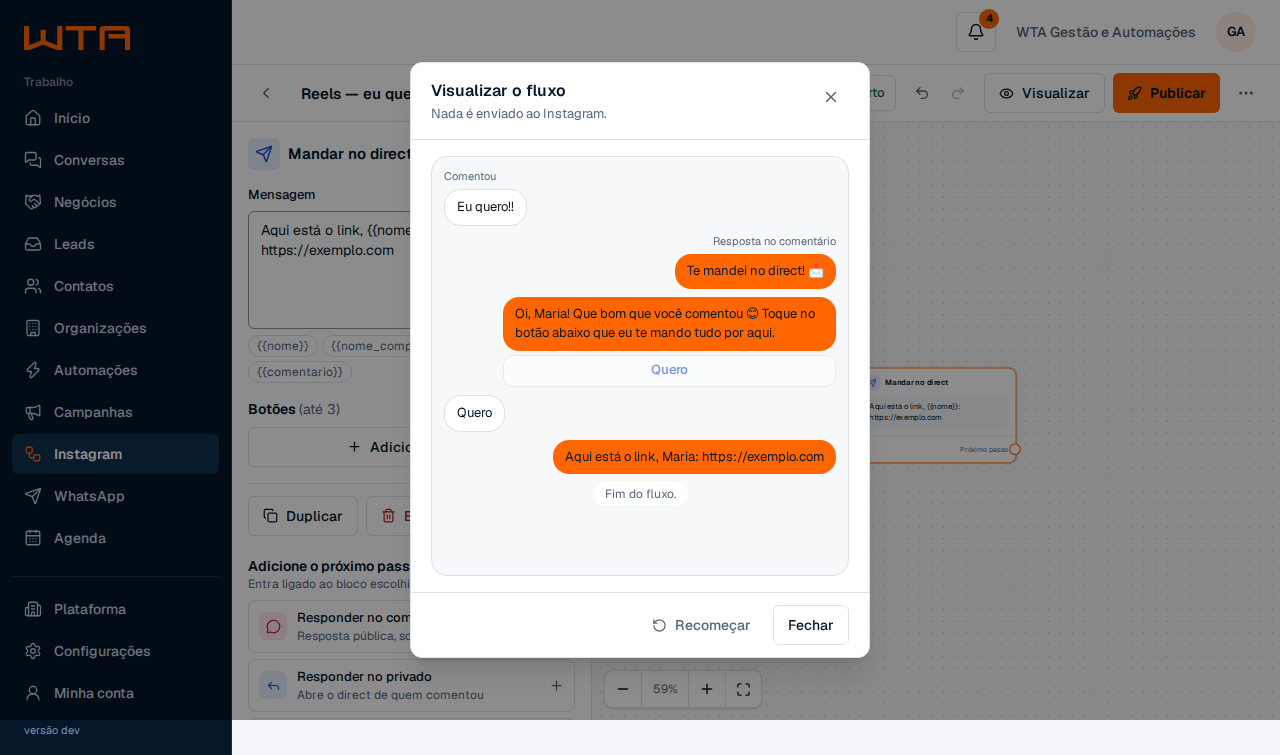 WTA
Trabalho
Início
Conversas
Negócios
Leads
Contatos
Organizações
Automações
Campanhas
Instagram
WhatsApp
Agenda
Plataforma
Configurações
Minha conta
versão dev
4
WTA Gestão e Automações
GA
Reels — eu que
Visualizar
Publicar
Mandar no direct
Mensagem
Aqui está o link, {{nome
https://exemplo.com
{{nome}}
{{comentario}}
Botões (até 3)
Duplicar
Adicione o próximo pass
Entra ligado ao bloco escolhi
Responder no com
Resposta pública, so
Responder no privado
Abre o direct de quem comentou
Visualizar o fluxo
Nada é enviado ao Instagram.
Comentou
Eu quero!!
Resposta no comentário
Te mandei no direct! 📩
Oi, Maria! Que bom que você comentou 😊 Toque no
botão abaixo que eu te mando tudo por aqui.
Quero
Quero
Aqui está o link, Maria: https://exemplo.com
Fim do fluxo.
Recomeçar
Fechar
Mandar no direct
Aqui está o link, {{nome}}:
https://exemplo.com
Próximo passo
59%